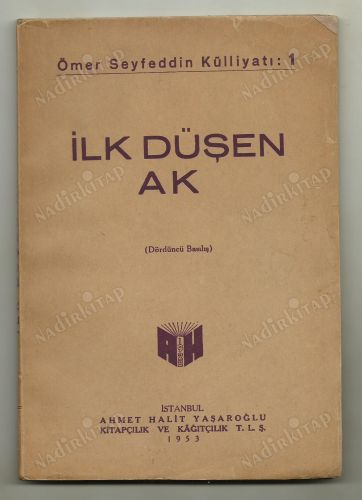 Ömer Seyfeddin Külliyatı: 1
İLK DÜŞEN
AK
(Dördüncü Basılış)
İSTANBUL
AHMET HALİT YAŞAROĞLU
KİTAPÇILIK VE KÂĞITÇILIK T. L. Ş.
1953